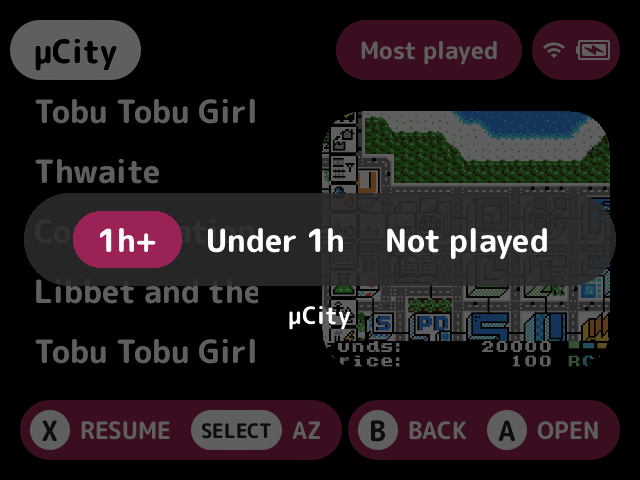 µCity
Most played
Tobu Tobu Girl
Thwaite
1h+ Under 1h Not played
Libbet and the
µCity
Tobu Tobu Girl
PD
unds: 20000
rice: 100
X RESUME SELECT AZ B BACK A OPEN